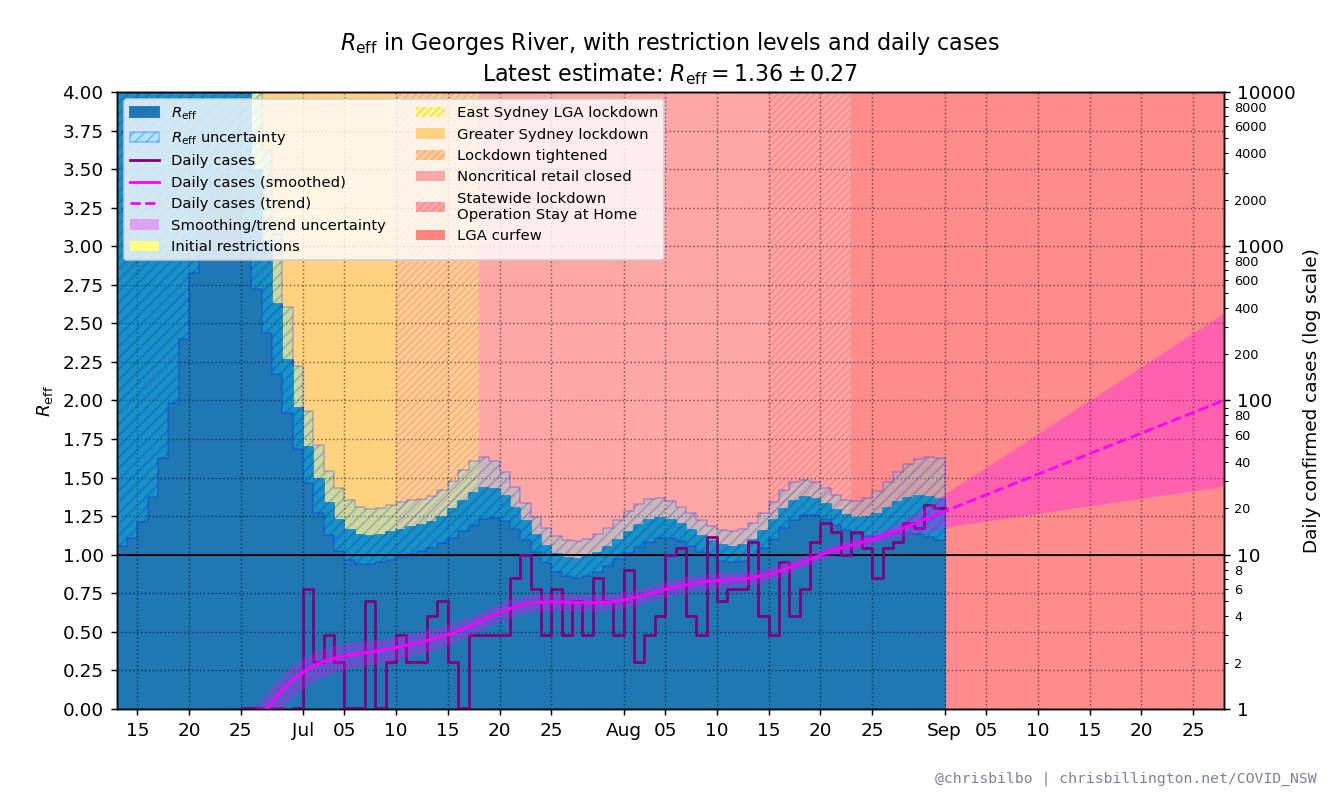 R_eff in Georges River, with restriction levels and daily cases
Latest estimate: R_eff = 1.36 ± 0.27
R_eff
R_eff uncertainty
Daily cases
Daily cases (smoothed)
Daily cases (trend)
Smoothing/trend uncertainty
Initial restrictions
East Sydney LGA lockdown
Greater Sydney lockdown
Lockdown tightened
Noncritical retail closed
Statewide lockdown
Operation Stay at Home
LGA curfew
R_eff
4.00
3.75
3.50
3.25
3.00
2.75
2.50
2.25
2.00
1.75
1.50
1.25
1.00
0.75
0.50
0.25
0.00
15 20 25 Jul 05 10 15 20 25 Aug 05 10 15 20 25 Sep 05 10 15 20 25
10000
8000
6000
4000
2000
1000
800
600
400
200
100
80
60
40
20
10
8
6
4
2
1
Daily confirmed cases (log scale)
@chrisbilbo | chrisbillington.net/COVID_NSW